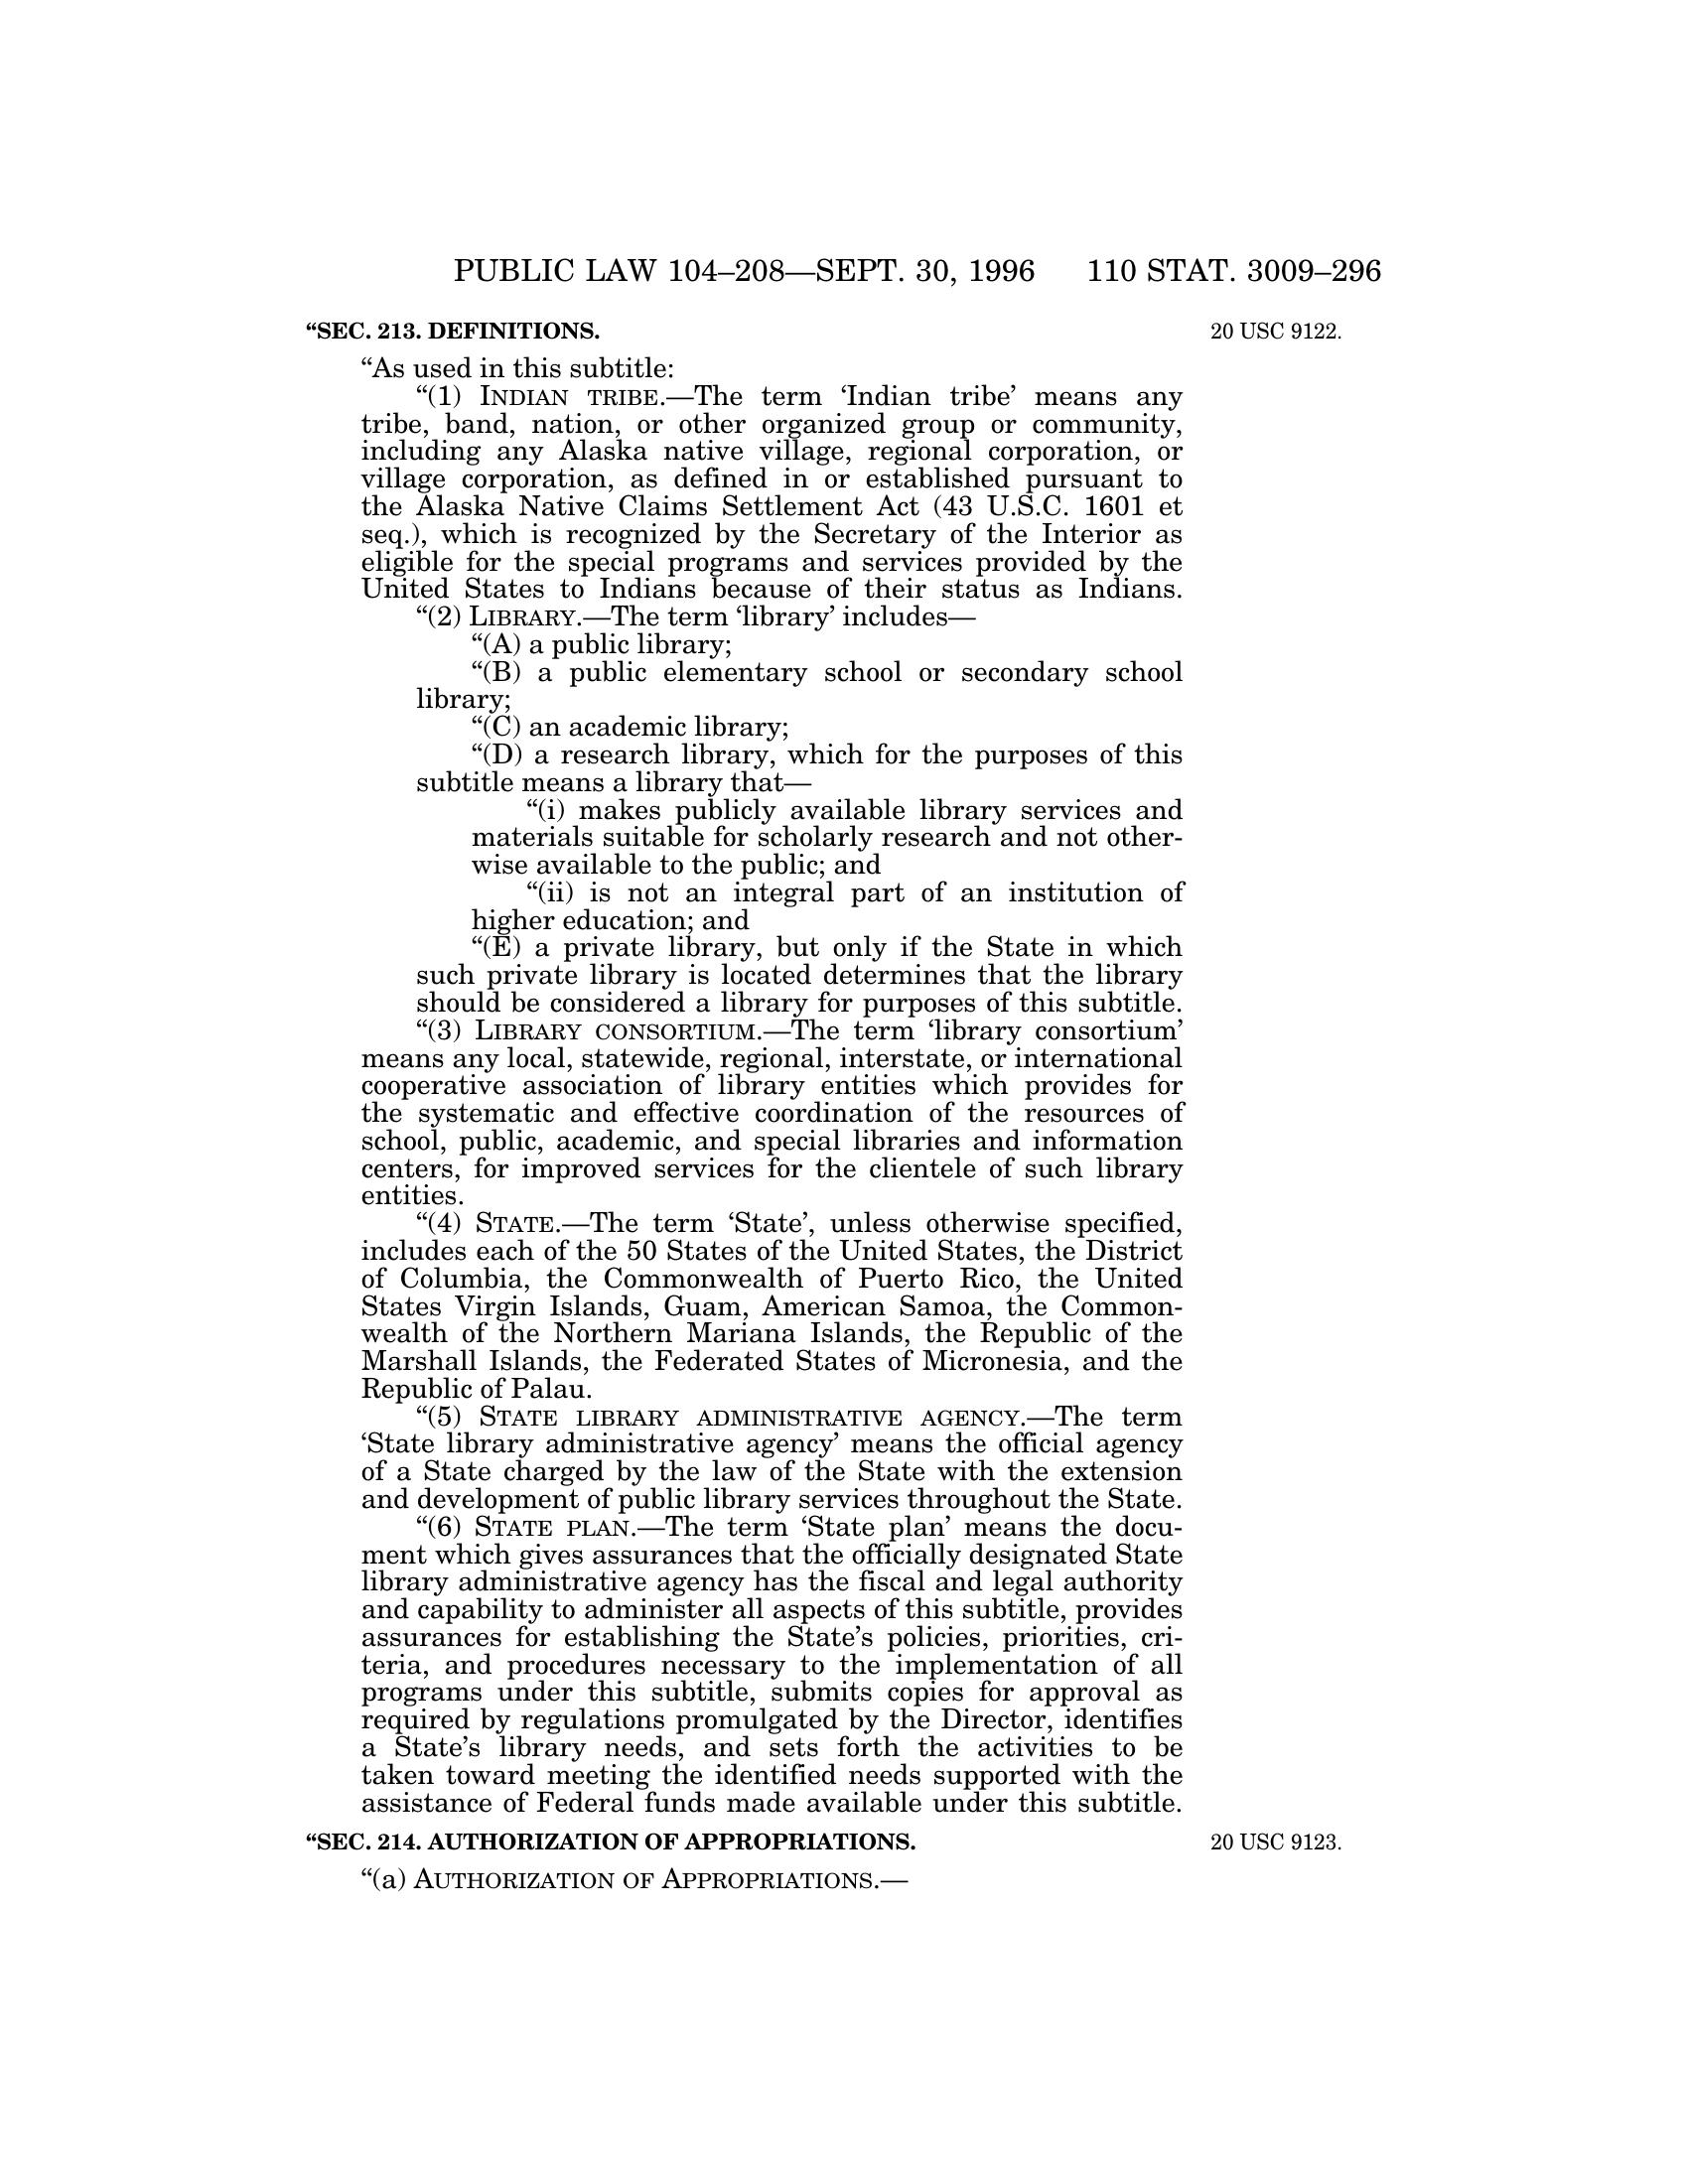 PUBLIC LAW 104–208—SEPT. 30, 1996 110 STAT. 3009–296
“SEC. 213. DEFINITIONS. 20 USC 9122.
“As used in this subtitle:
“(1) INDIAN TRIBE.—The term ‘Indian tribe’ means any
tribe, band, nation, or other organized group or community,
including any Alaska native village, regional corporation, or
village corporation, as defined in or established pursuant to
the Alaska Native Claims Settlement Act (43 U.S.C. 1601 et
seq.), which is recognized by the Secretary of the Interior as
eligible for the special programs and services provided by the
United States to Indians because of their status as Indians.
“(2) LIBRARY.—The term ‘library’ includes—
“(A) a public library;
“(B) a public elementary school or secondary school
library;
“(C) an academic library;
“(D) a research library, which for the purposes of this
subtitle means a library that—
“(i) makes publicly available library services and
materials suitable for scholarly research and not other-
wise available to the public; and
“(ii) is not an integral part of an institution of
higher education; and
“(E) a private library, but only if the State in which
such private library is located determines that the library
should be considered a library for purposes of this subtitle.
“(3) LIBRARY CONSORTIUM.—The term ‘library consortium’
means any local, statewide, regional, interstate, or international
cooperative association of library entities which provides for
the systematic and effective coordination of the resources of
school, public, academic, and special libraries and information
centers, for improved services for the clientele of such library
entities.
“(4) STATE.—The term ‘State’, unless otherwise specified,
includes each of the 50 States of the United States, the District
of Columbia, the Commonwealth of Puerto Rico, the United
States Virgin Islands, Guam, American Samoa, the Common-
wealth of the Northern Mariana Islands, the Republic of the
Marshall Islands, the Federated States of Micronesia, and the
Republic of Palau.
“(5) STATE LIBRARY ADMINISTRATIVE AGENCY.—The term
‘State library administrative agency’ means the official agency
of a State charged by the law of the State with the extension
and development of public library services throughout the State.
“(6) STATE PLAN.—The term ‘State plan’ means the docu-
ment which gives assurances that the officially designated State
library administrative agency has the fiscal and legal authority
and capability to administer all aspects of this subtitle, provides
assurances for establishing the State’s policies, priorities, cri-
teria, and procedures necessary to the implementation of all
programs under this subtitle, submits copies for approval as
required by regulations promulgated by the Director, identifies
a State’s library needs, and sets forth the activities to be
taken toward meeting the identified needs supported with the
assistance of Federal funds made available under this subtitle.
“SEC. 214. AUTHORIZATION OF APPROPRIATIONS. 20 USC 9123.
“(a) AUTHORIZATION OF APPROPRIATIONS.—